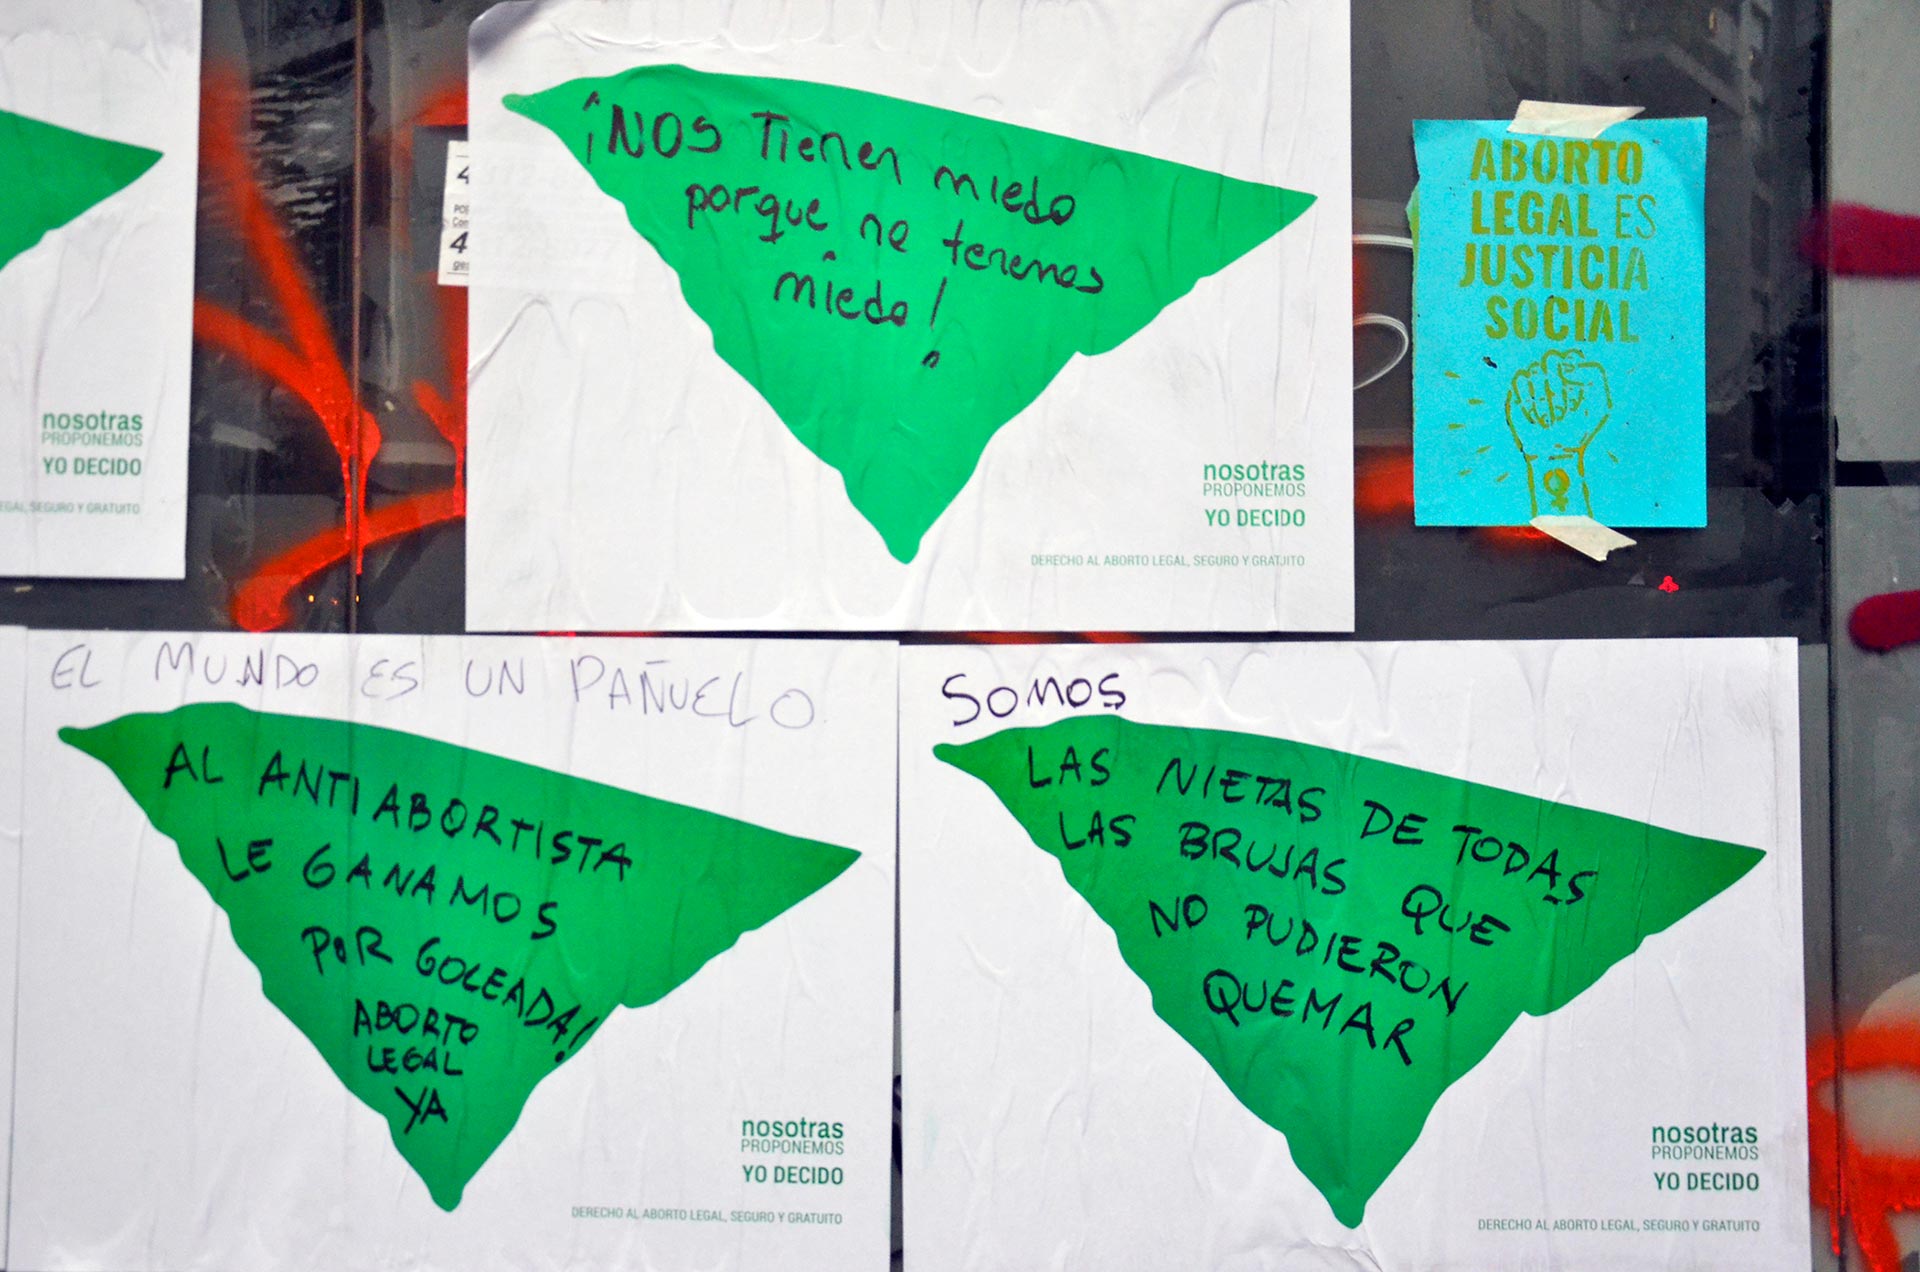 nosotras
PROPONEMOS
YO DECIDO
EGAL, SEGURO Y GRATUITO
¡NOS Tienen miedo
porque no tenemos
miedo!
nosotras
PROPONEMOS
YO DECIDO
DERECHO AL ABORTO LEGAL, SEGURO Y GRATUITO
ABORTO
LEGAL ES
JUSTICIA
SOCIAL
EL MUNDO ES UN PAÑUELO
AL ANTIABORTISTA
LE GANAMOS
POR GOLEADA!
ABORTO
LEGAL
YA
nosotras
PROPONEMOS
YO DECIDO
DERECHO AL ABORTO LEGAL, SEGURO Y GRATUITO
SOMOS
LAS NIETAS DE TODAS
LAS BRUJAS QUE
NO PUDIERON
QUEMAR
nosotras
PROPONEMOS
YO DECIDO
DERECHO AL ABORTO LEGAL, SEGURO Y GRATUITO